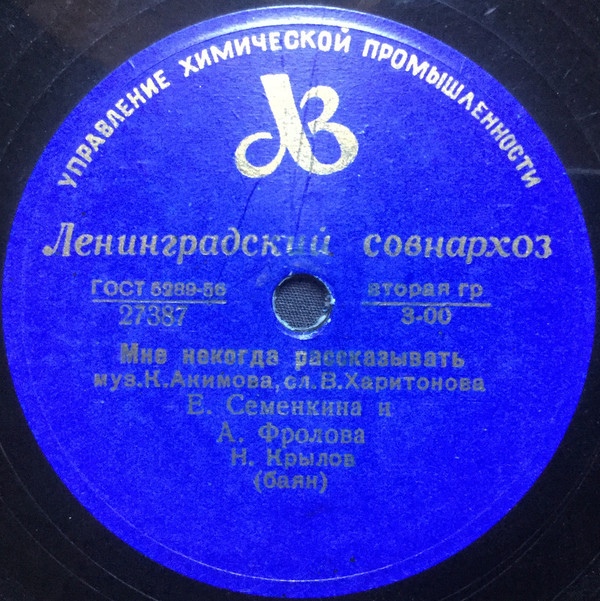 УПРАВЛЕНИЕ ХИМИЧЕСКОЙ ПРОМЫШЛЕННОСТИ
ЛВ
Ленинградский совнархоз
ГОСТ 5289-56 вторая гр
27387 3-00
Мне некогда рассказывать
муз.К.Акимова,сл.В.Харитонова
Е. Семенкина и
А. Фролова
Н. Крылов
(баян)